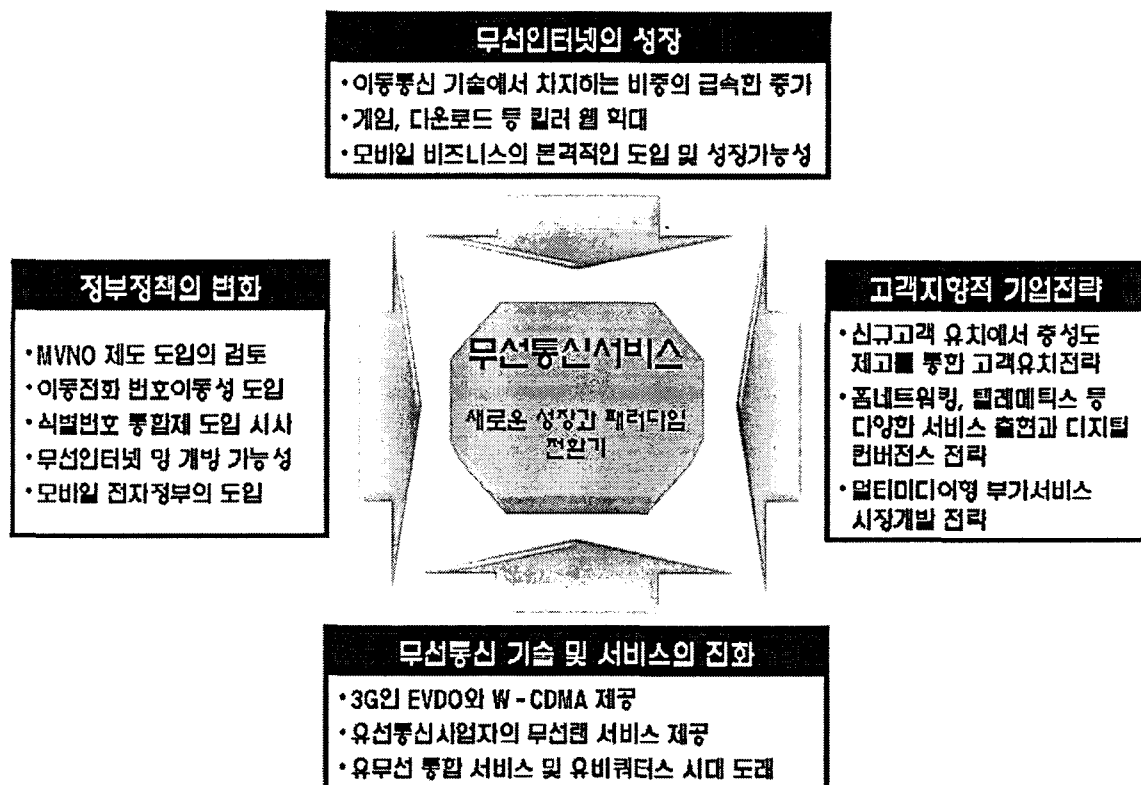 무선인터넷의 성장
•이동통신 기술에서 차지하는 비중의 급속한 증가
•게임, 다운로드 등 킬러 웹 확대
•모바일 비즈니스의 본격적인 도입 및 성장가능성
정부정책의 변화
•MVNO 제도 도입의 검토
•이동전화 번호이동성 도입
•식별번호 통합제 도입 시사
•무선인터넷 망 개방 가능성
•모바일 전자정부의 도입
무선통신서비스
새로운 성장과 패러다임
전환기
고객지향적 기업전략
•신규고객 유치에서 충성도
제고를 통한 고객유치전략
•홈네트워킹, 텔레메틱스 등
다양한 서비스 출현과 디지털
컨버전스 전략
•멀티미디어형 부가서비스
시장개발 전략
무선통신 기술 및 서비스의 진화
•3G인 EVDO와 W-CDMA 제공
•유선통신사업자의 무선랜 서비스 제공
•유무선 통합 서비스 및 유비쿼터스 시대 도래